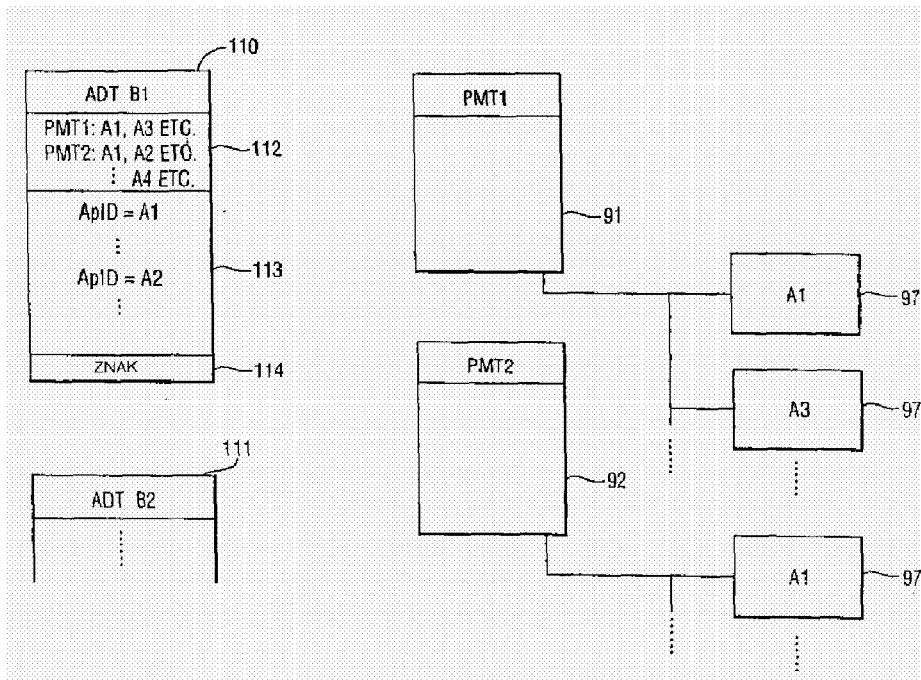 110
ADT B1
PMT1: A1, A3 ETC.
PMT2: A1, A2 ETC.
A4 ETC.
112
ApID = A1
ApID = A2
113
ZNAK
114
111
ADT B2
PMT1
91
A1
97
A3
97
PMT2
92
A1
97